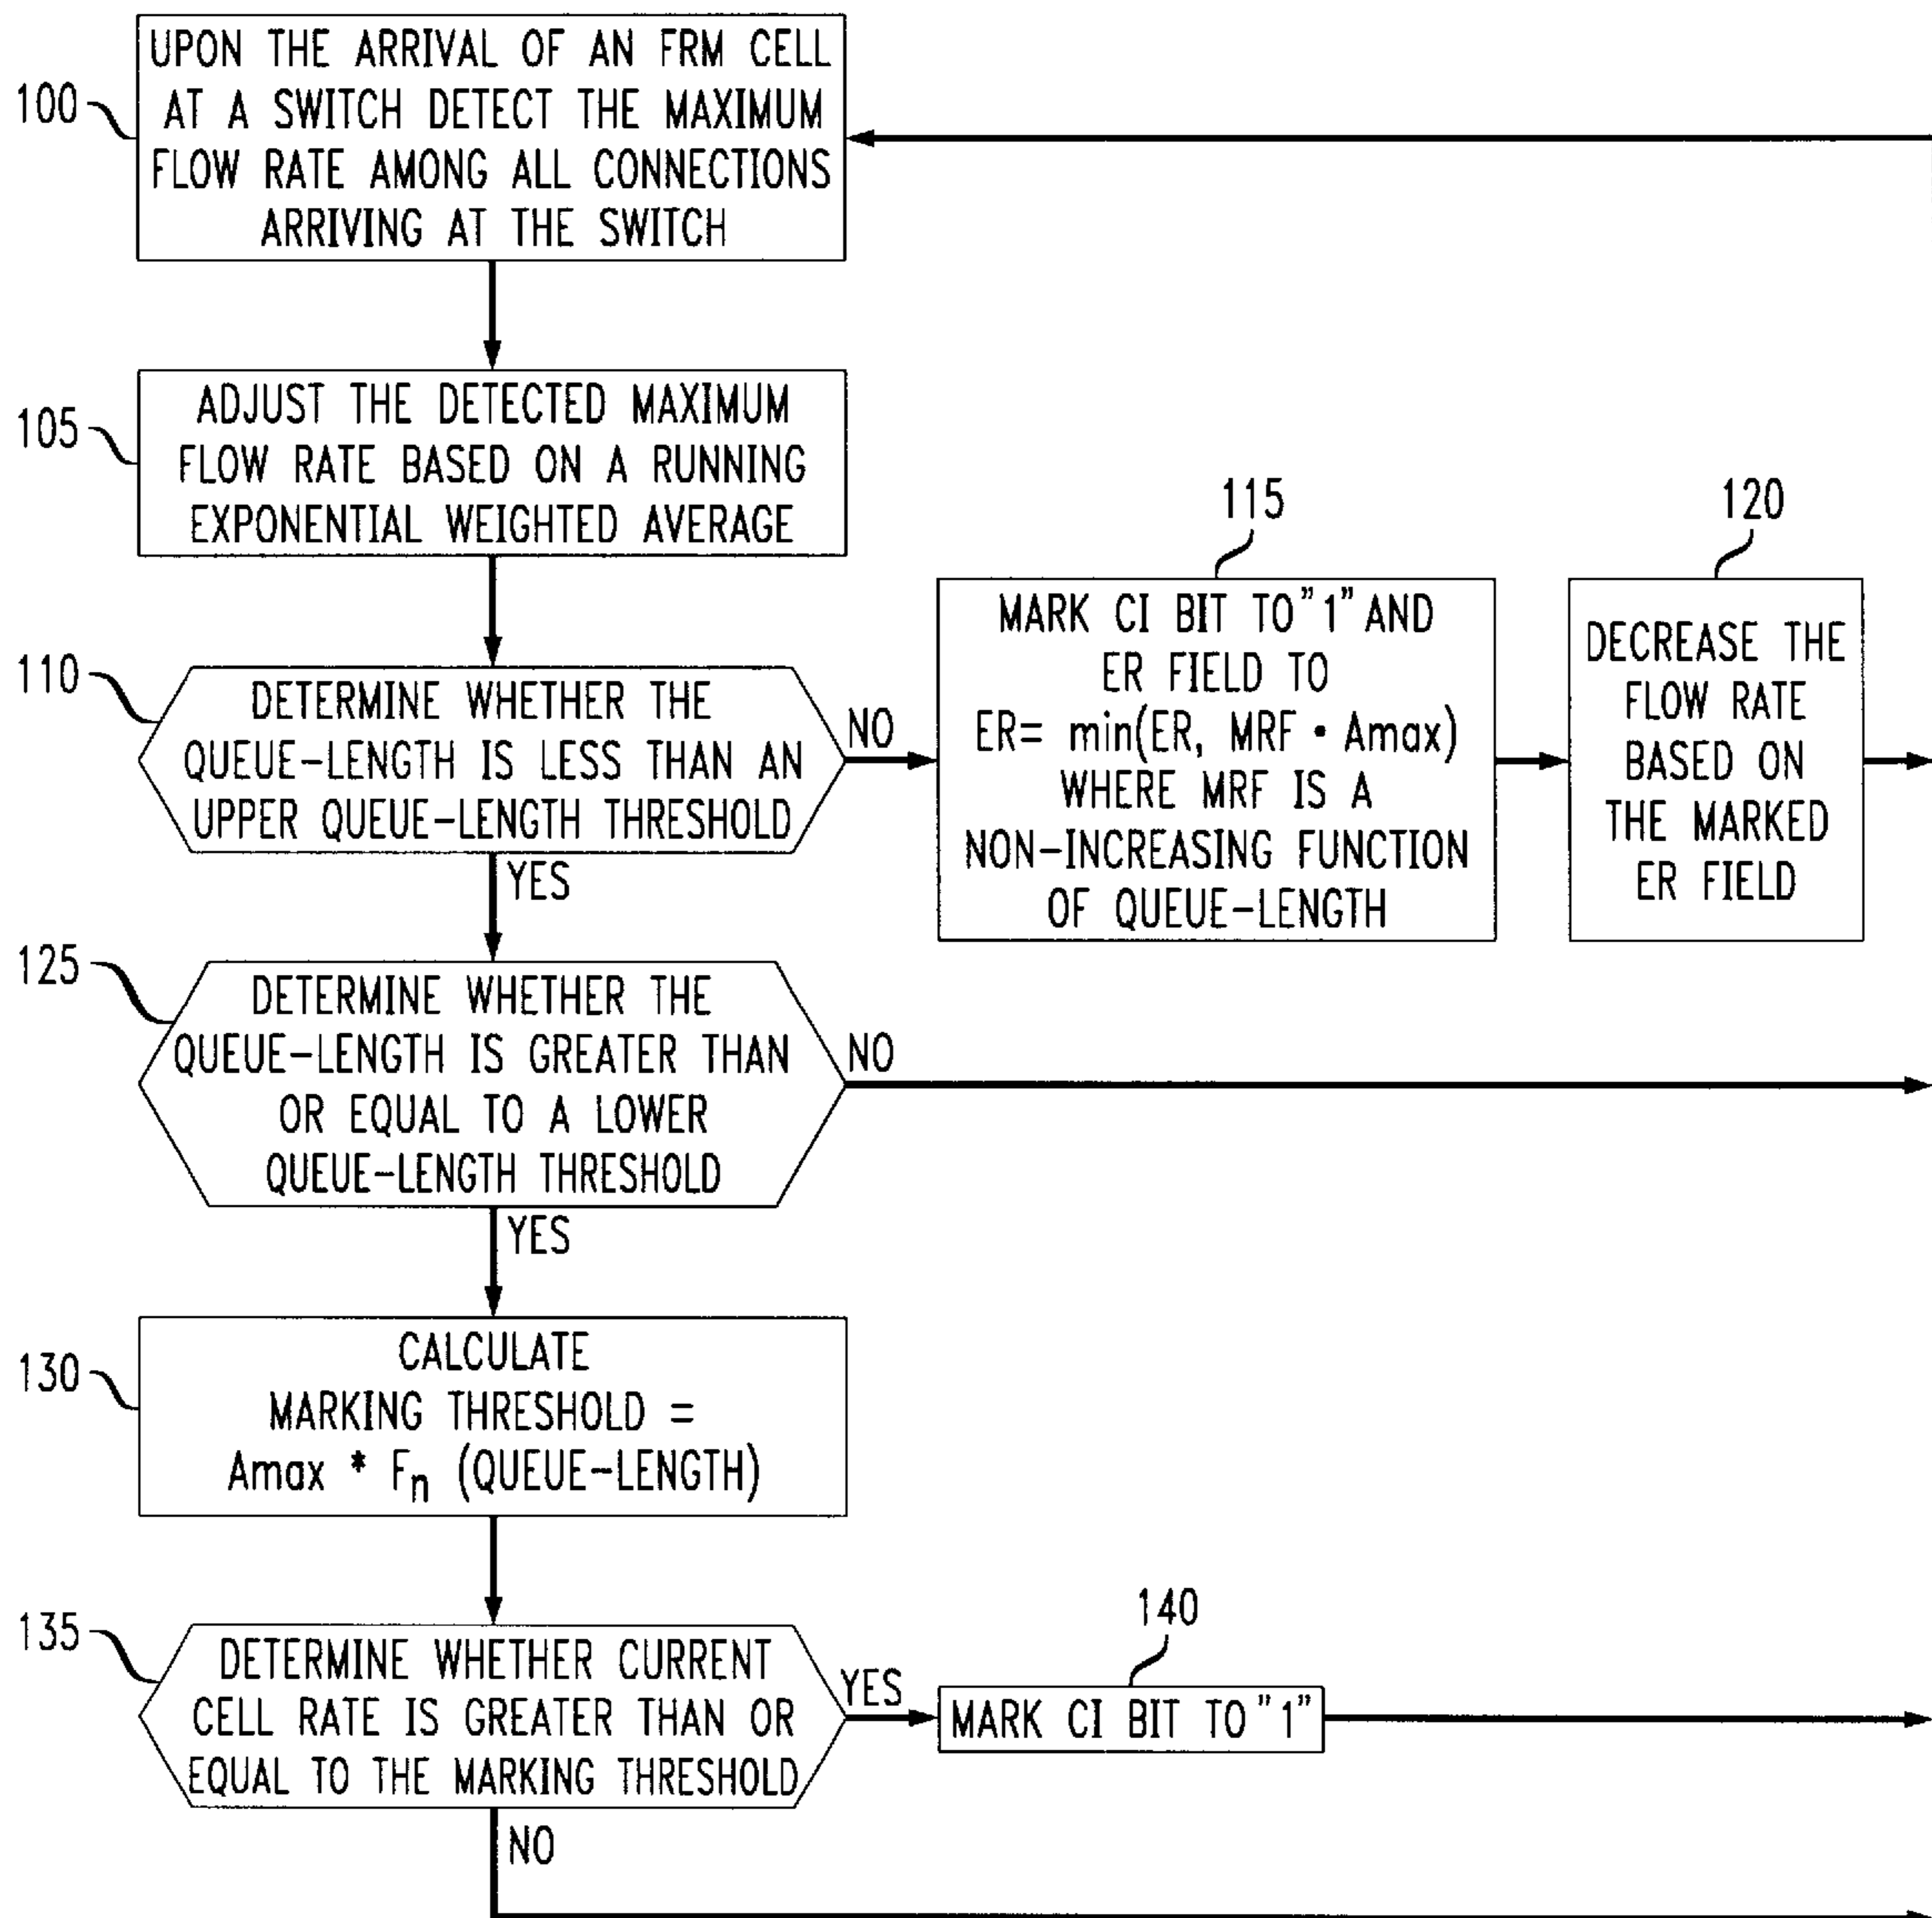 100
UPON THE ARRIVAL OF AN FRM CELL
AT A SWITCH DETECT THE MAXIMUM
FLOW RATE AMONG ALL CONNECTIONS
ARRIVING AT THE SWITCH
105
ADJUST THE DETECTED MAXIMUM
FLOW RATE BASED ON A RUNNING
EXPONENTIAL WEIGHTED AVERAGE
110
DETERMINE WHETHER THE
QUEUE-LENGTH IS LESS THAN AN
UPPER QUEUE-LENGTH THRESHOLD
NO
YES
115
MARK CI BIT TO "1" AND
ER FIELD TO
ER= min(ER, MRF • Amax)
WHERE MRF IS A
NON-INCREASING FUNCTION
OF QUEUE-LENGTH
120
DECREASE THE
FLOW RATE
BASED ON
THE MARKED
ER FIELD
125
DETERMINE WHETHER THE
QUEUE-LENGTH IS GREATER THAN
OR EQUAL TO A LOWER
QUEUE-LENGTH THRESHOLD
NO
YES
130
CALCULATE
MARKING THRESHOLD =
Amax * Fn (QUEUE-LENGTH)
135
DETERMINE WHETHER CURRENT
CELL RATE IS GREATER THAN OR
EQUAL TO THE MARKING THRESHOLD
YES
NO
140
MARK CI BIT TO "1"